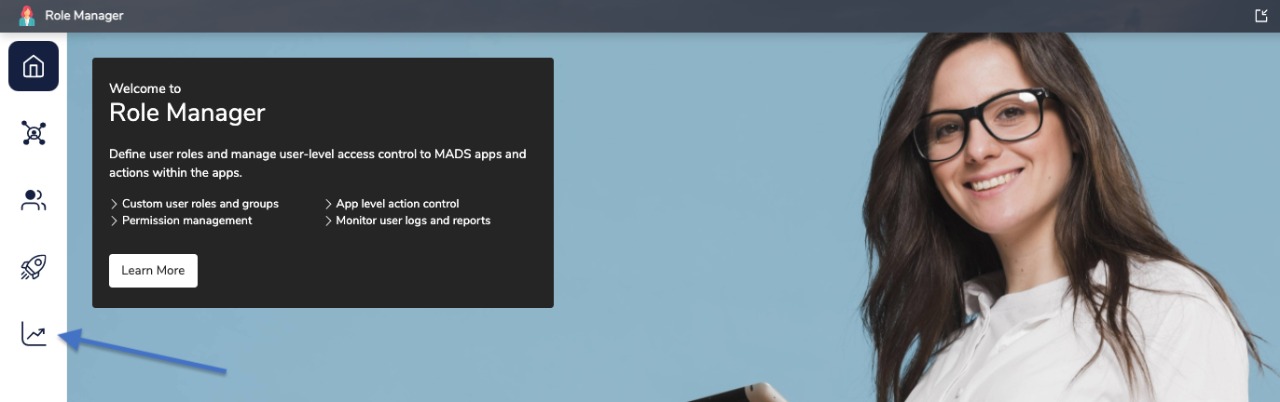 Role Manager
Welcome to
Role Manager
Define user roles and manage user-level access control to MADS apps and
actions within the apps.
Custom user roles and groups
App level action control
Permission management
Monitor user logs and reports
Learn More